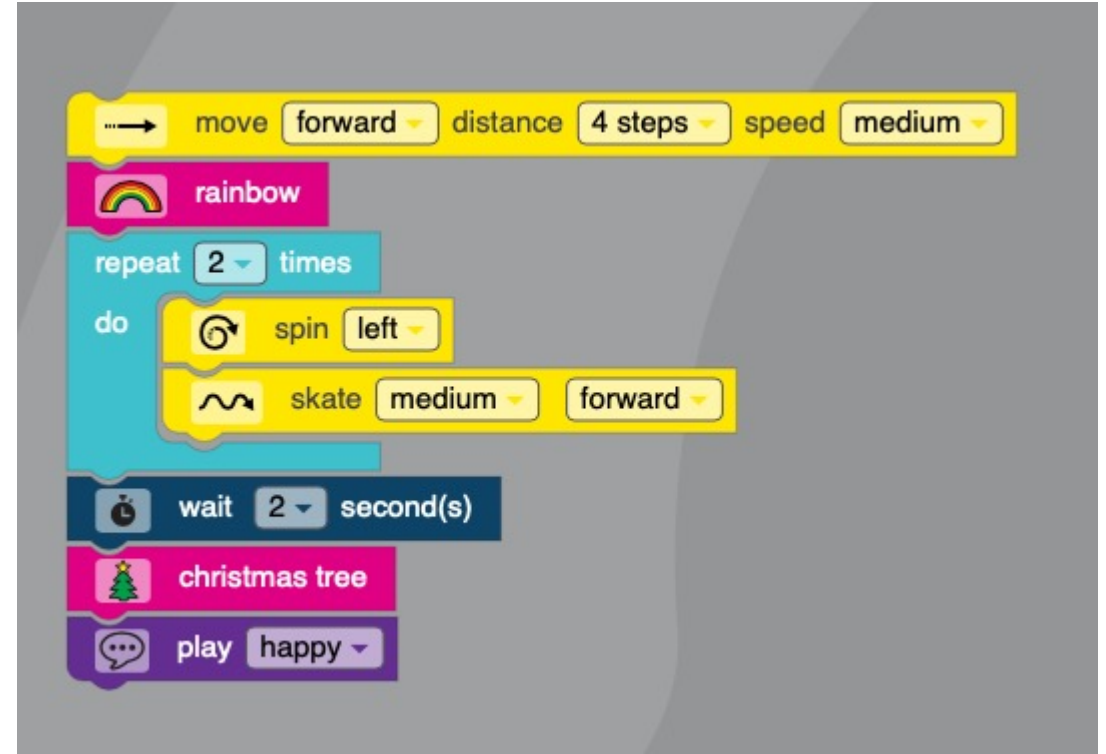 move forward distance 4 steps speed medium
rainbow
repeat 2 times
do
spin left
skate medium forward
wait 2 second(s)
christmas tree
play happy